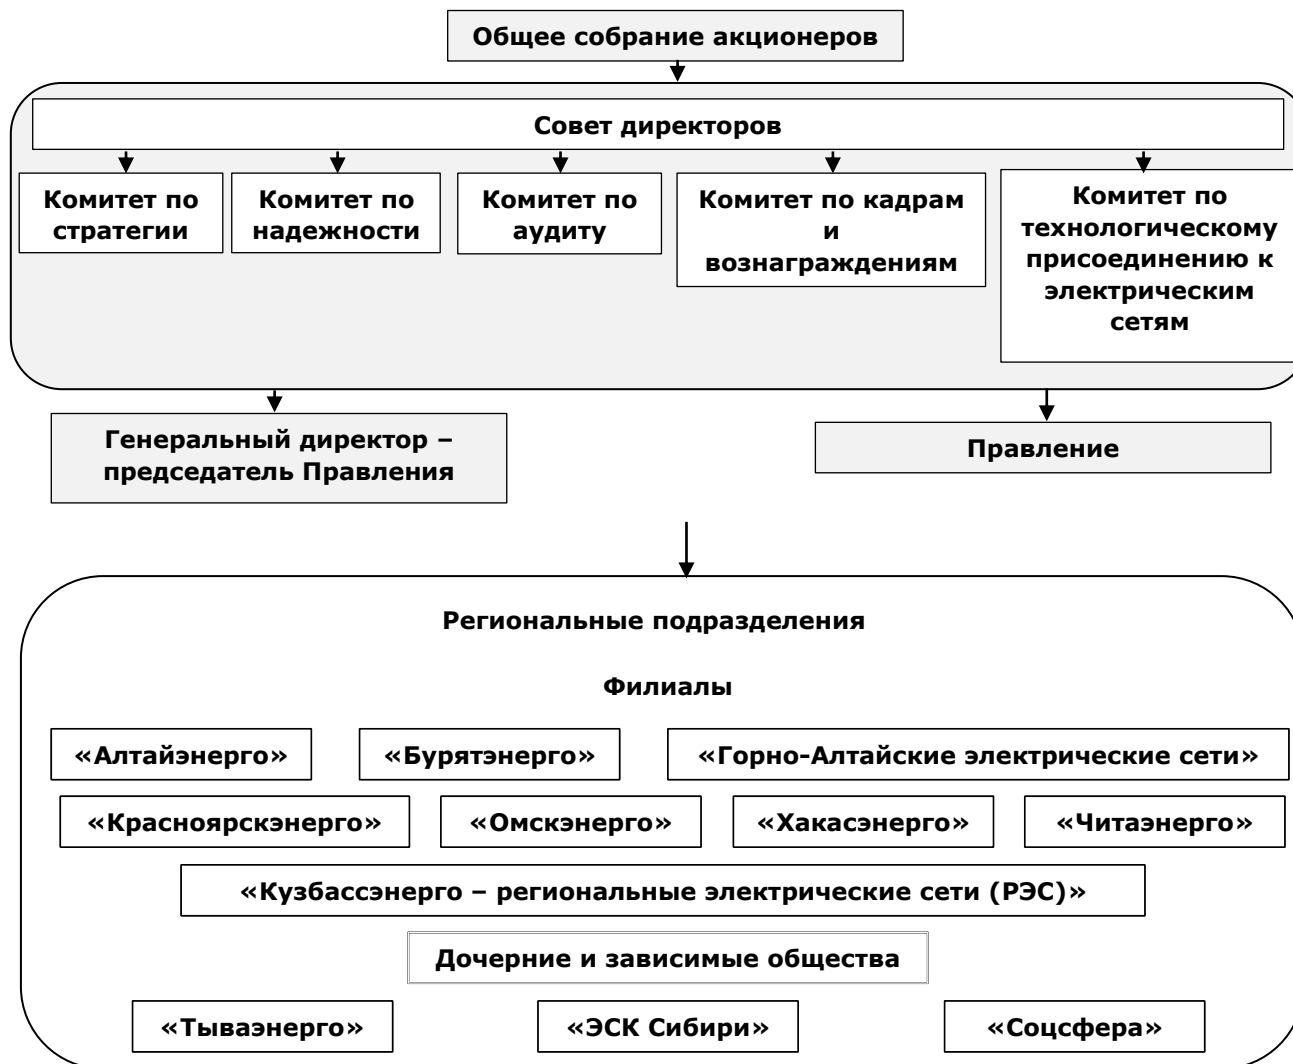 Общее собрание акционеров
Совет директоров
Комитет по
стратегии
Комитет по
надежности
Комитет по
аудиту
Комитет по кадрам
и
вознаграждениям
Комитет по
технологическому
присоединению к
электрическим
сетям
Генеральный директор –
председатель Правления
Правление
Региональные подразделения
Филиалы
«Алтайэнерго»
«Бурятэнерго»
«Горно-Алтайские электрические сети»
«Красноярскэнерго»
«Омскэнерго»
«Хакасэнерго»
«Читаэнерго»
«Кузбассэнерго – региональные электрические сети (РЭС)»
Дочерние и зависимые общества
«Тываэнерго»
«ЭСК Сибири»
«Соцсфера»